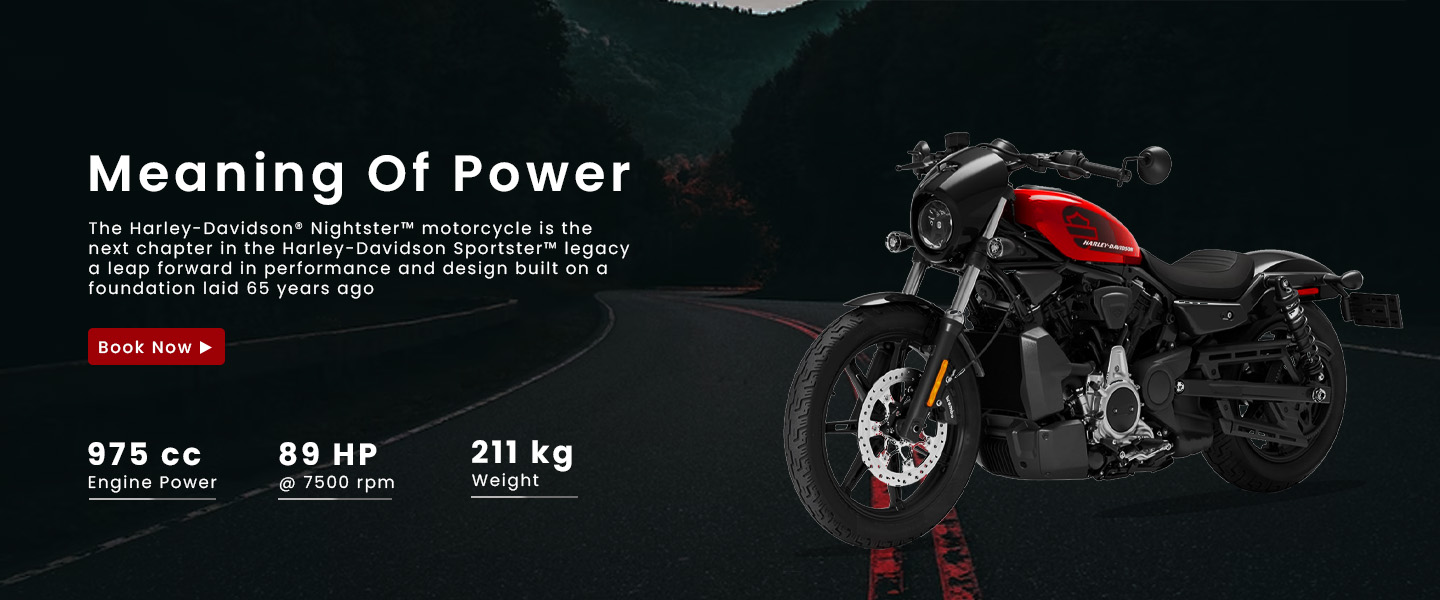 Meaning Of Power
The Harley-Davidson® Nightster™ motorcycle is the
next chapter in the Harley-Davidson Sportster™ legacy
a leap forward in performance and design built on a
foundation laid 65 years ago
HARLEY-DAVIDSON
Book Now ▶
975 cc
Engine Power
89 HP
@ 7500 rpm
211 kg
Weight